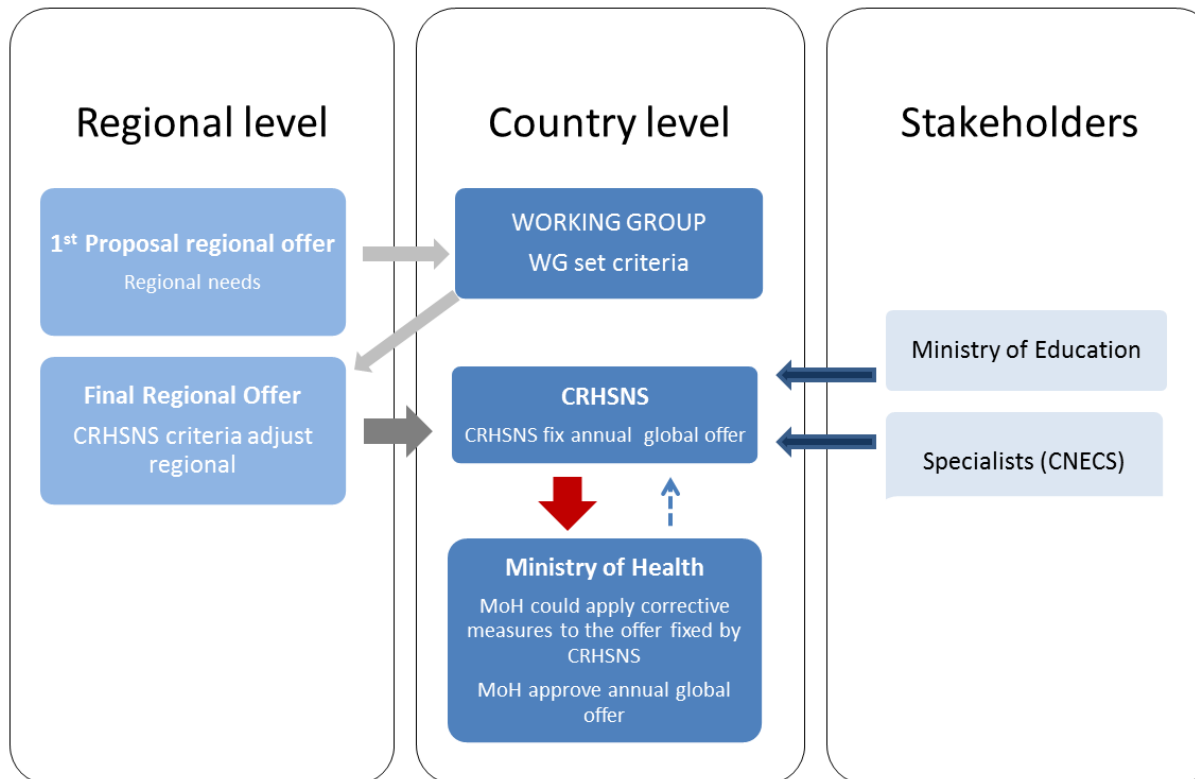 Regional level
1st Proposal regional offer
Regional needs
Final Regional Offer
CRHSNS criteria adjust
regional
Country level
WORKING GROUP
WG set criteria
CRHSNS
CRHSNS fix annual global offer
Ministry of Health
MoH could apply corrective
measures to the offer fixed by
CRHSNS
MoH approve annual global
offer
Stakeholders
Ministry of Education
Specialists (CNECS)